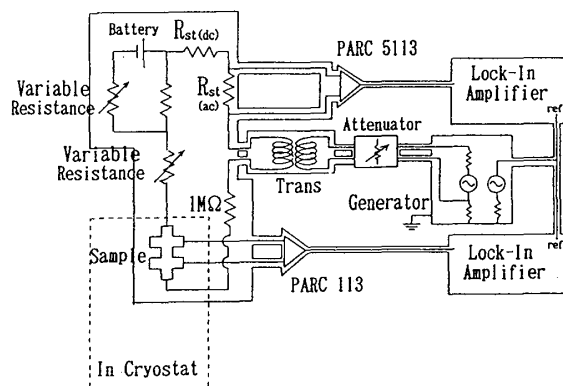 Battery
Rst(dc)
PARC 5113
Variable
Resistance
Rst
(ac)
Lock-In
Amplifier
ref
Variable
Resistance
Attenuator
Trans
Generator
1MΩ
Sample
ref
Lock-In
Amplifier
PARC 113
In Cryostat